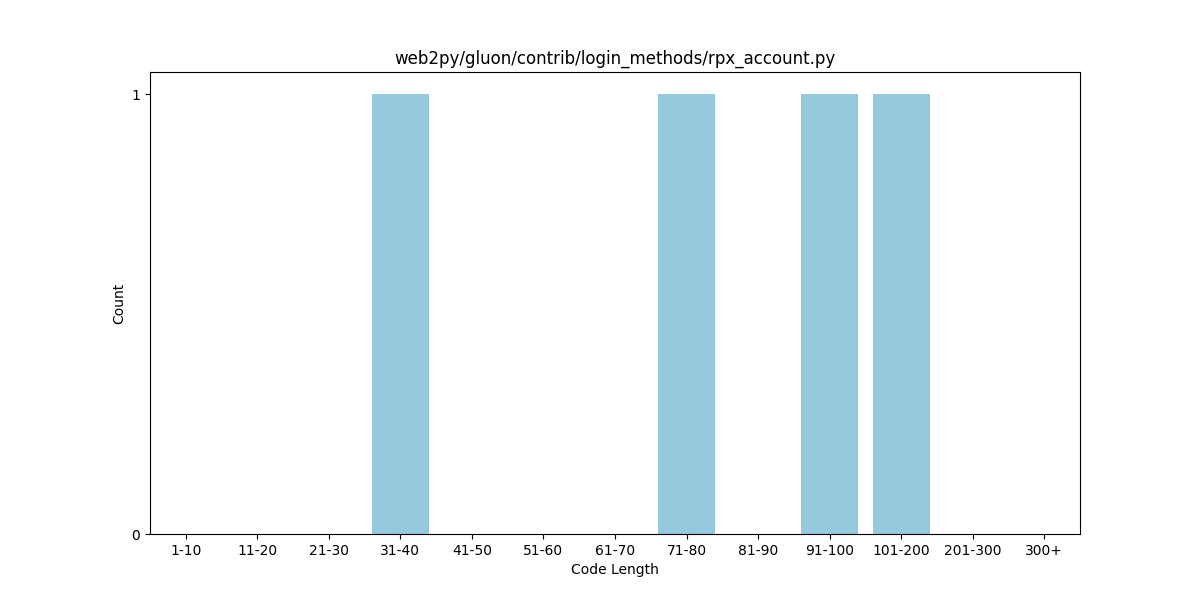 web2py/gluon/contrib/login_methods/rpx_account.py
1
Count
0
1-10 11-20 21-30 31-40 41-50 51-60 61-70 71-80 81-90 91-100 101-200 201-300 300+
Code Length